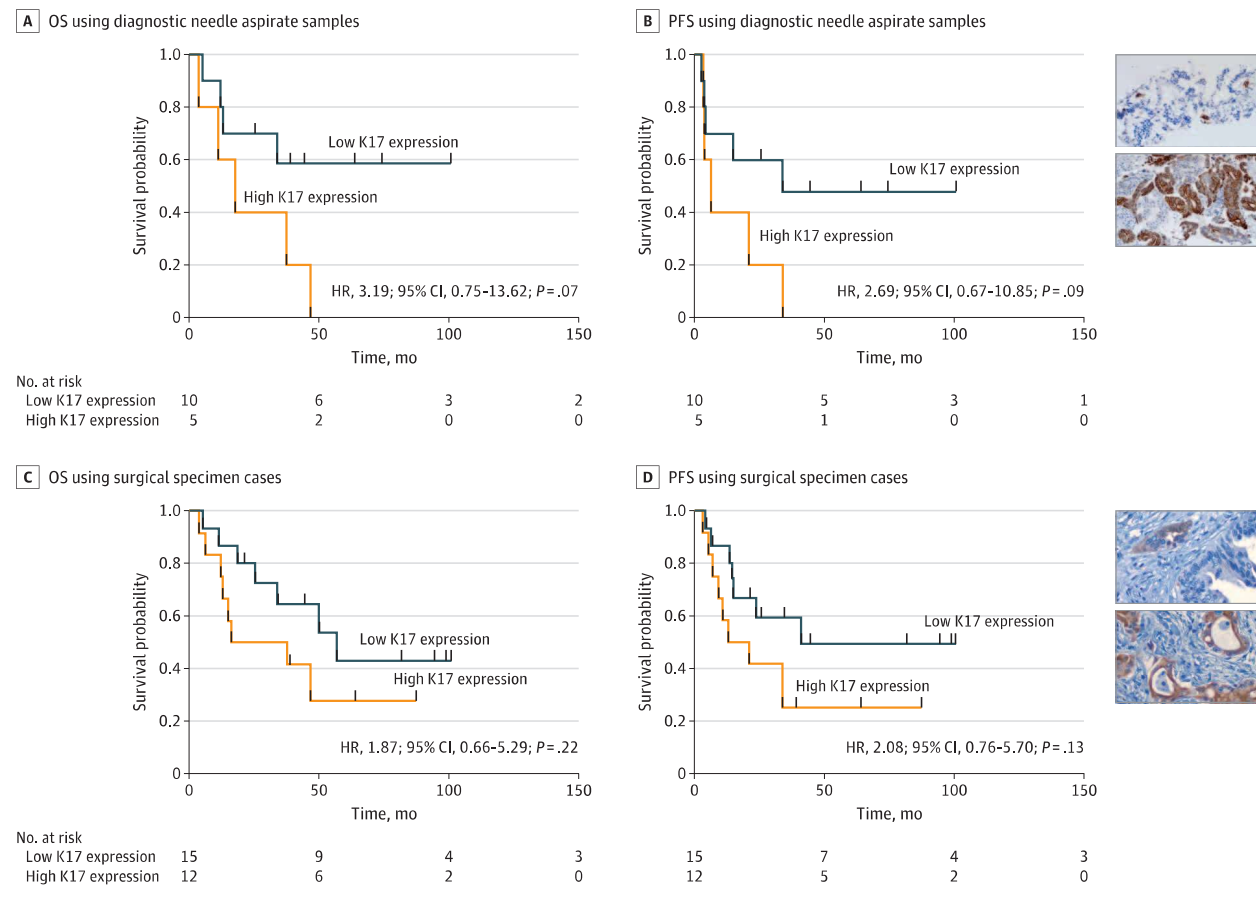 A OS using diagnostic needle aspirate samples
Survival probability
1.0
0.8
0.6
0.4
0.2
0
Low K17 expression
High K17 expression
HR, 3.19; 95% CI, 0.75–13.62; P = .07
0 50 100 150
Time, mo
No. at risk
Low K17 expression 10 6 3 2
High K17 expression 5 2 0 0
B PFS using diagnostic needle aspirate samples
Survival probability
1.0
0.8
0.6
0.4
0.2
0
Low K17 expression
High K17 expression
HR, 2.69; 95% CI, 0.67–10.85; P = .09
0 50 100 150
Time, mo
10 5 3 1
5 1 0 0
C OS using surgical specimen cases
Survival probability
1.0
0.8
0.6
0.4
0.2
0
Low K17 expression
High K17 expression
HR, 1.87; 95% CI, 0.66–5.29; P = .22
0 50 100 150
Time, mo
No. at risk
Low K17 expression 15 9 4 3
High K17 expression 12 6 2 0
D PFS using surgical specimen cases
Survival probability
1.0
0.8
0.6
0.4
0.2
0
Low K17 expression
High K17 expression
HR, 2.08; 95% CI, 0.76–5.70; P = .13
0 50 100 150
Time, mo
15 7 4 3
12 5 2 0